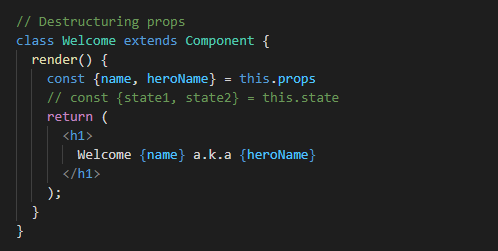 // Destructuring props
class Welcome extends Component {
  render() {
    const {name, heroName} = this.props
    // const {state1, state2} = this.state
    return (
      <h1>
        Welcome {name} a.k.a {heroName}
      </h1>
    );
  }
}